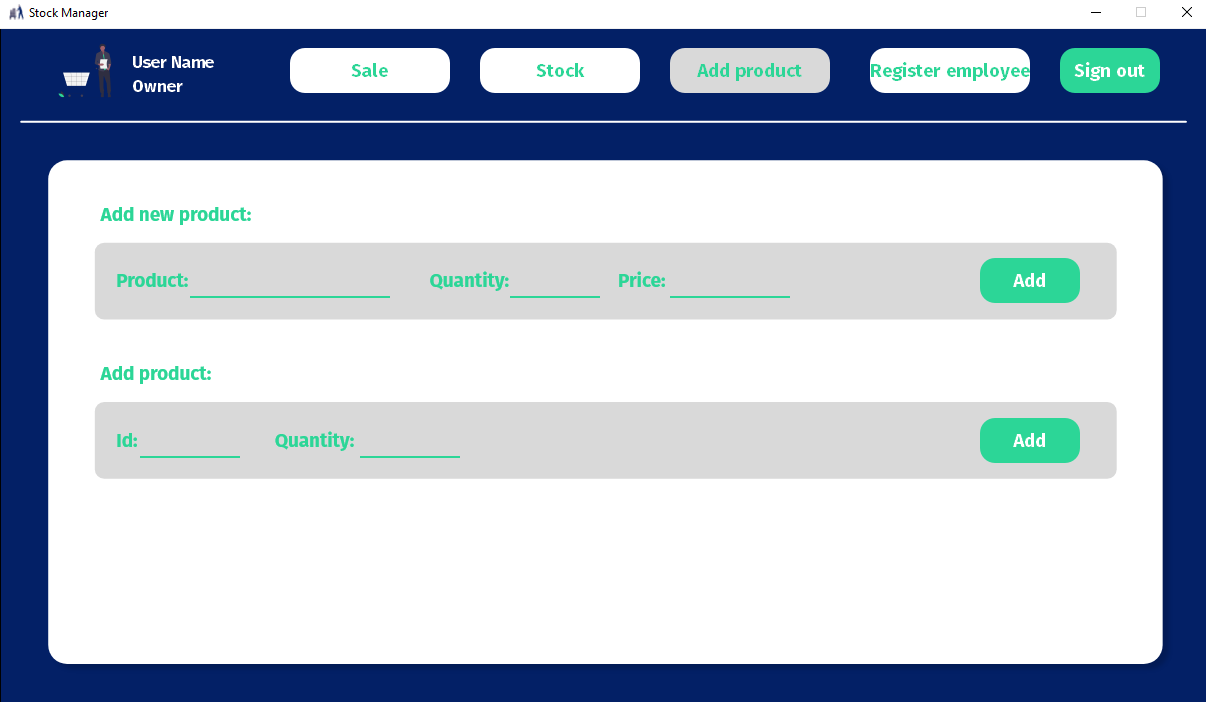 Stock Manager
User Name
Owner
Sale
Stock
Add product
Register employee
Sign out
Add new product:
Product:
Quantity:
Price:
Add
Add product:
Id:
Quantity:
Add